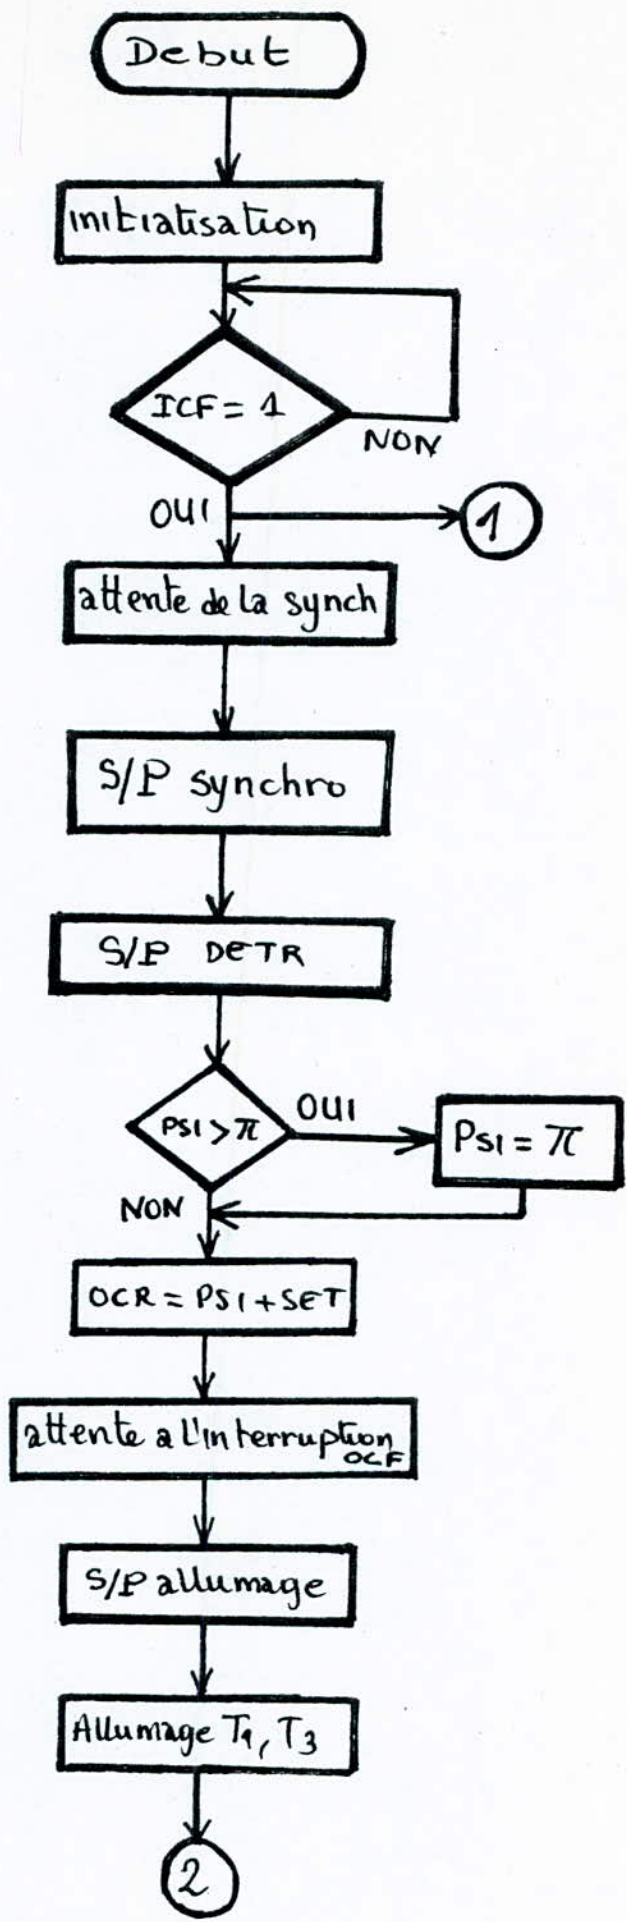 Debut
initialisation
ICF = 1
NON
OUI
1
attente de la synch
S/P synchro
S/P DETR
PSI > π
OUI
PSI = π
NON
OCR = PSI + SET
attente a l'interruption
OCF
S/P allumage
Allumage T1, T3
2